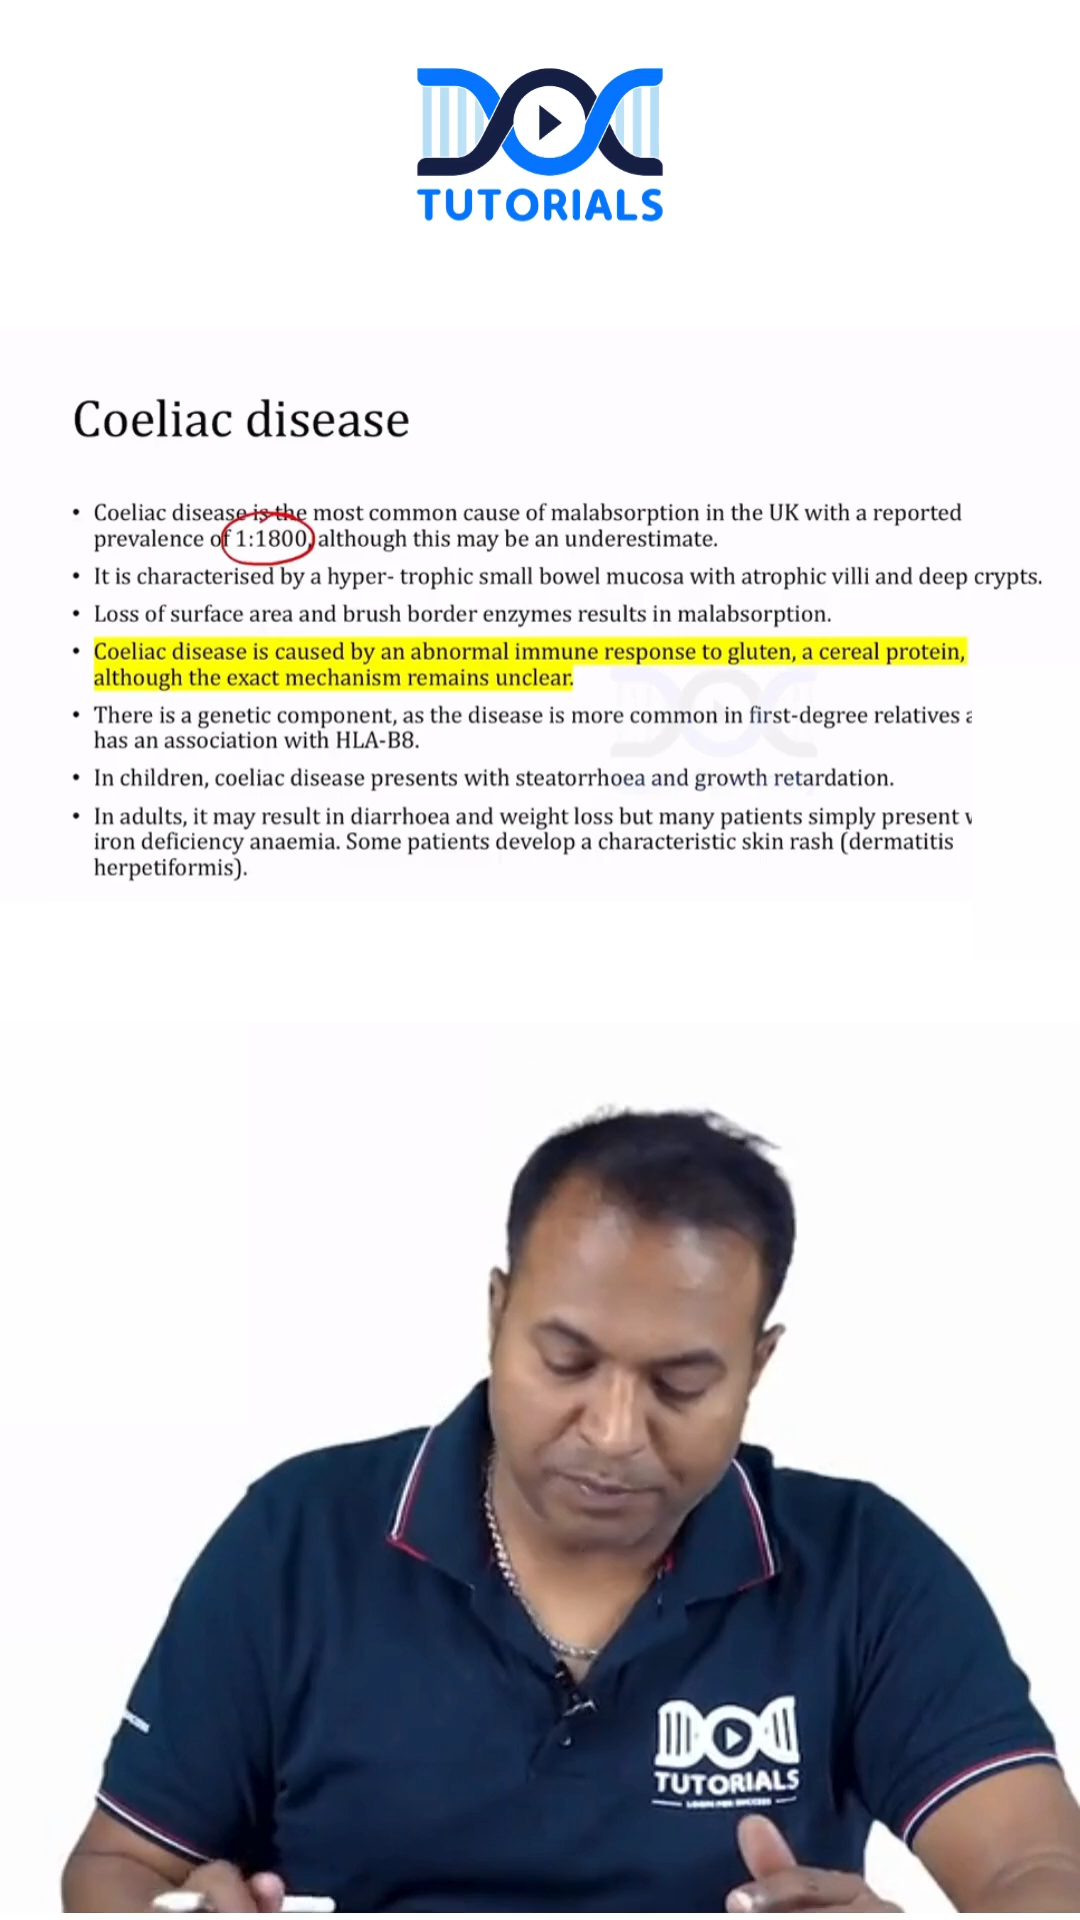 TUTORIALS
Coeliac disease
• Coeliac disease is the most common cause of malabsorption in the UK with a reported
prevalence of 1:1800, although this may be an underestimate.
• It is characterised by a hyper- trophic small bowel mucosa with atrophic villi and deep crypts.
• Loss of surface area and brush border enzymes results in malabsorption.
• Coeliac disease is caused by an abnormal immune response to gluten, a cereal protein,
although the exact mechanism remains unclear.
• There is a genetic component, as the disease is more common in first-degree relatives
has an association with HLA-B8.
• In children, coeliac disease presents with steatorrhoea and growth retardation.
• In adults, it may result in diarrhoea and weight loss but many patients simply present
iron deficiency anaemia. Some patients develop a characteristic skin rash (dermatitis
herpetiformis).
TUTORIALS